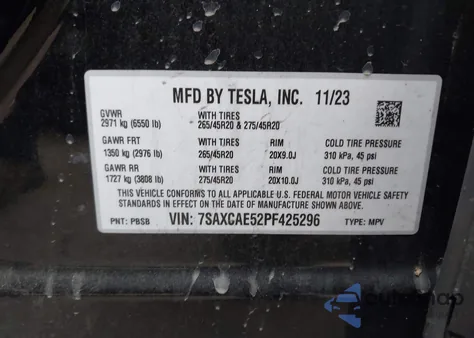 MFD BY TESLA, INC. 11/23
GVWR WITH TIRES
2971 kg (6550 lb) 265/45R20 & 275/45R20
GAWR FRT WITH TIRES RIM COLD TIRE PRESSURE
1350 kg (2976 lb) 265/45R20 20X9.0J 310 kPa, 45 psi
GAWR RR WITH TIRES RIM COLD TIRE PRESSURE
1727 kg (3808 lb) 275/45R20 20X10.0J 310 kPa, 45 psi
THIS VEHICLE CONFORMS TO ALL APPLICABLE U.S. FEDERAL MOTOR VEHICLE SAFETY
STANDARDS IN EFFECT ON THE DATE OF MANUFACTURE SHOWN ABOVE.
PNT: PBSB VIN: 7SAXCAE52PF425296 TYPE: MPV